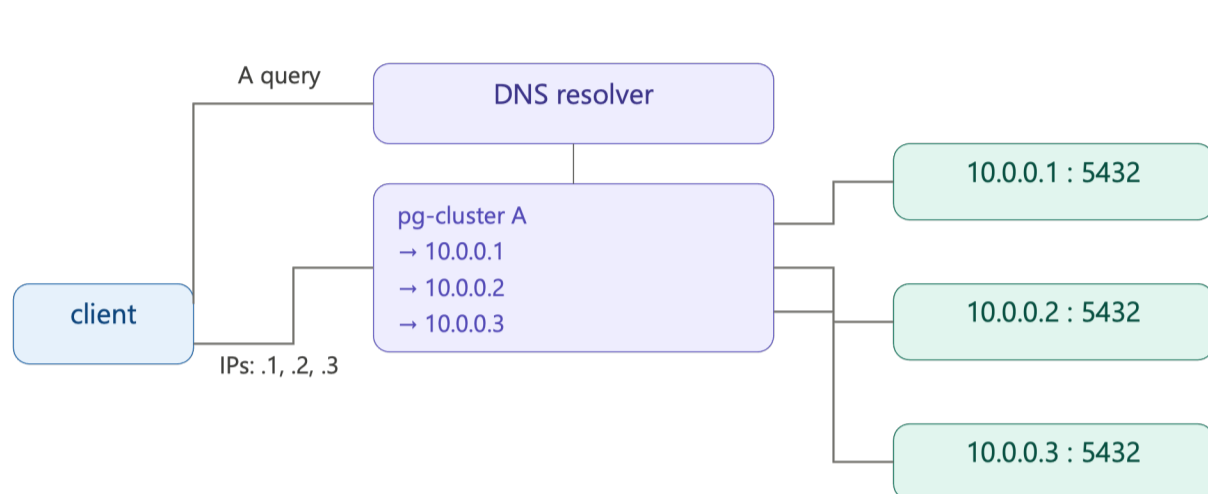 A query
DNS resolver
pg-cluster A
→ 10.0.0.1
→ 10.0.0.2
→ 10.0.0.3
client
IPs: .1, .2, .3
10.0.0.1 : 5432
10.0.0.2 : 5432
10.0.0.3 : 5432